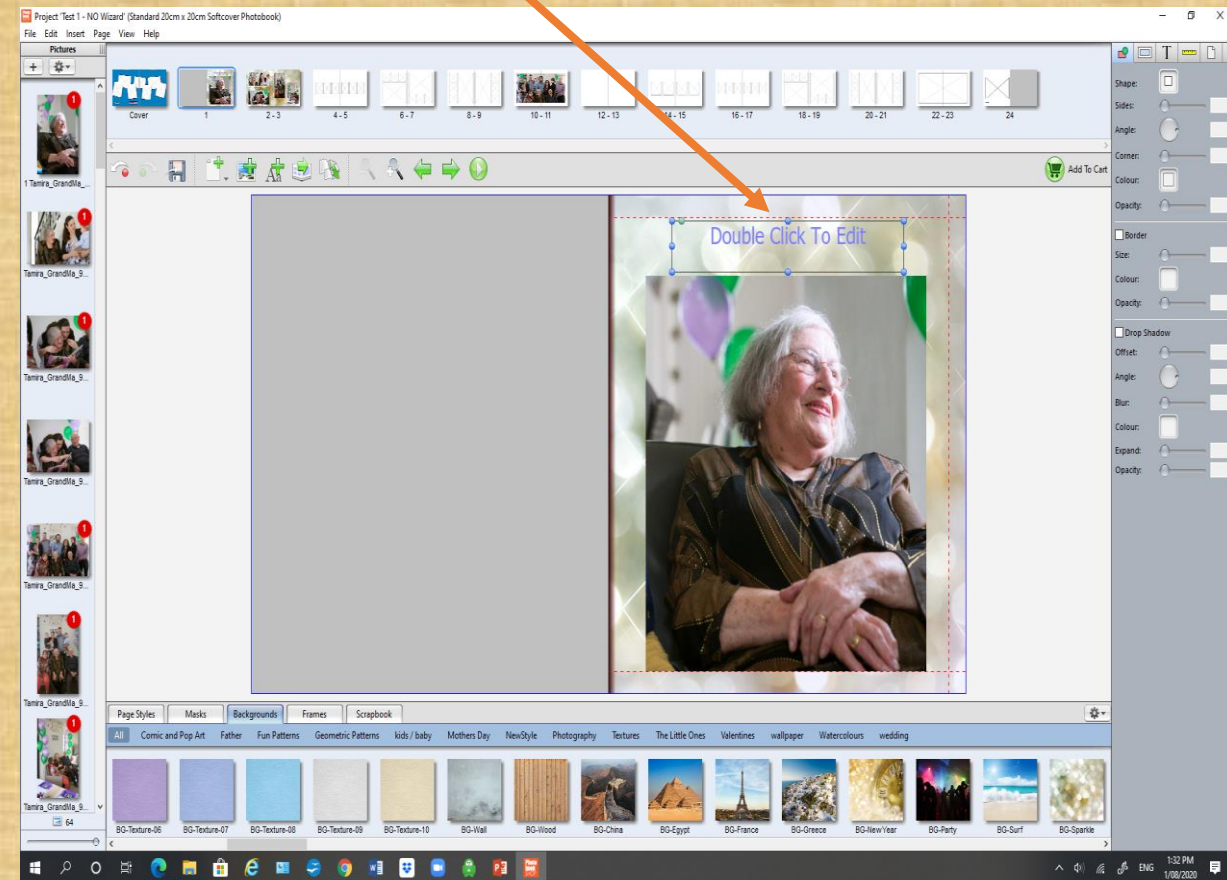 Project 'Test 1 - NO Wizard' (Standard 20cm x 20cm Softcover Photobook)
File Edit Insert Page View Help
Pictures
Cover
1
2 - 3
4 - 5
6 - 7
8 - 9
10 - 11
12 - 13
14 - 15
16 - 17
18 - 19
20 - 21
22 - 23
24
Add To Cart
1
1 Tamira_GrandMa_...
1
Tamira_GrandMa_9...
1
Tamira_GrandMa_9...
Tamira_GrandMa_9...
1
Tamira_GrandMa_9...
1
Tamira_GrandMa_9...
1
Tamira_GrandMa_9...
64
Double Click To Edit
Shape:
Sides:
Angle:
Corner:
Colour:
Opacity:
Border
Size:
Colour:
Opacity:
Drop Shadow
Offset:
Angle:
Blur:
Colour:
Expand:
Opacity:
Page Styles Masks Backgrounds Frames Scrapbook
All Comic and Pop Art Father Fun Patterns Geometric Patterns kids / baby Mothers Day NewStyle Photography Textures The Little Ones Valentines wallpaper Watercolours wedding
BG-Texture-06 BG-Texture-07 BG-Texture-08 BG-Texture-09 BG-Texture-10 BG-Wall BG-Wood BG-China BG-Egypt BG-France BG-Greece BG-NewYear BG-Party BG-Surf BG-Sparkle
ENG
1:32 PM
1/08/2020